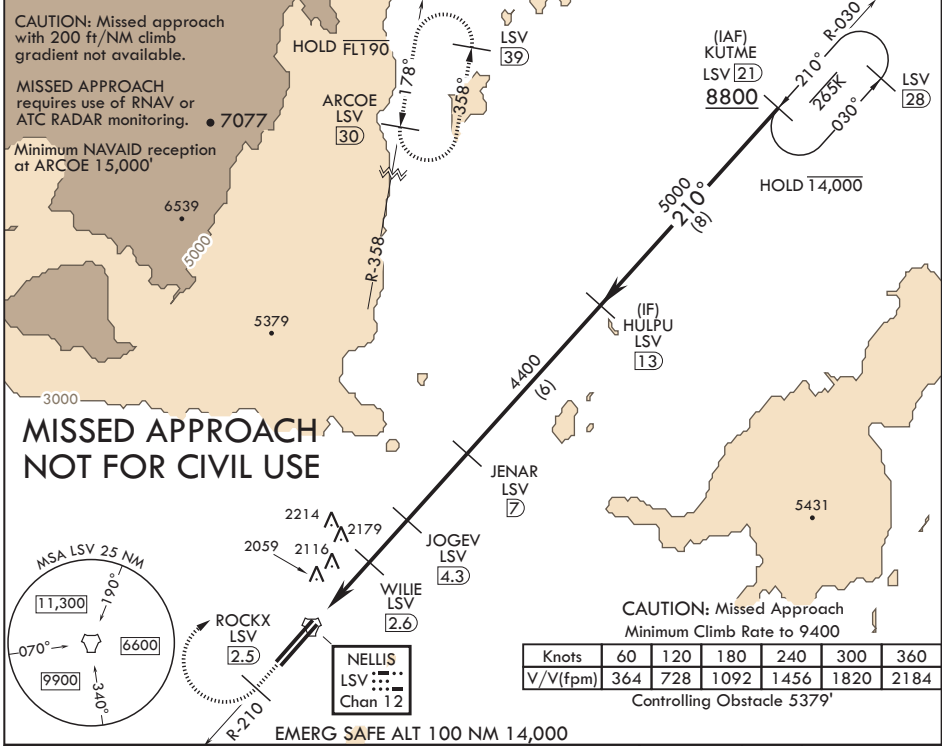 CAUTION: Missed approach
with 200 ft/NM climb
gradient not available.
MISSED APPROACH
requires use of RNAV or
ATC RADAR monitoring.
Minimum NAVAID reception
at ARCOE 15,000'
7077
6539
5000
5379
3000
HOLD FL190
178°
358°
LSV
39
ARCOE
LSV
30
R-358
R-030
(IAF)
KUTME
LSV 21
8800
210°
265K
030°
LSV
28
HOLD 14,000
5000
210°
(8)
(IF)
HULPU
LSV
13
4400
(6)
JENAR
LSV
7
5431
MISSED APPROACH
NOT FOR CIVIL USE
2214
2179
2116
2059
JOGEV
LSV
4.3
WILIE
LSV
2.6
MSA LSV 25 NM
190°
11,300
070°
6600
9900
340°
ROCKX
LSV
2.5
R-210
NELLIS
LSV
Chan 12
CAUTION: Missed Approach
Minimum Climb Rate to 9400
Knots 60 120 180 240 300 360
V/V(fpm) 364 728 1092 1456 1820 2184
Controlling Obstacle 5379'
EMERG SAFE ALT 100 NM 14,000